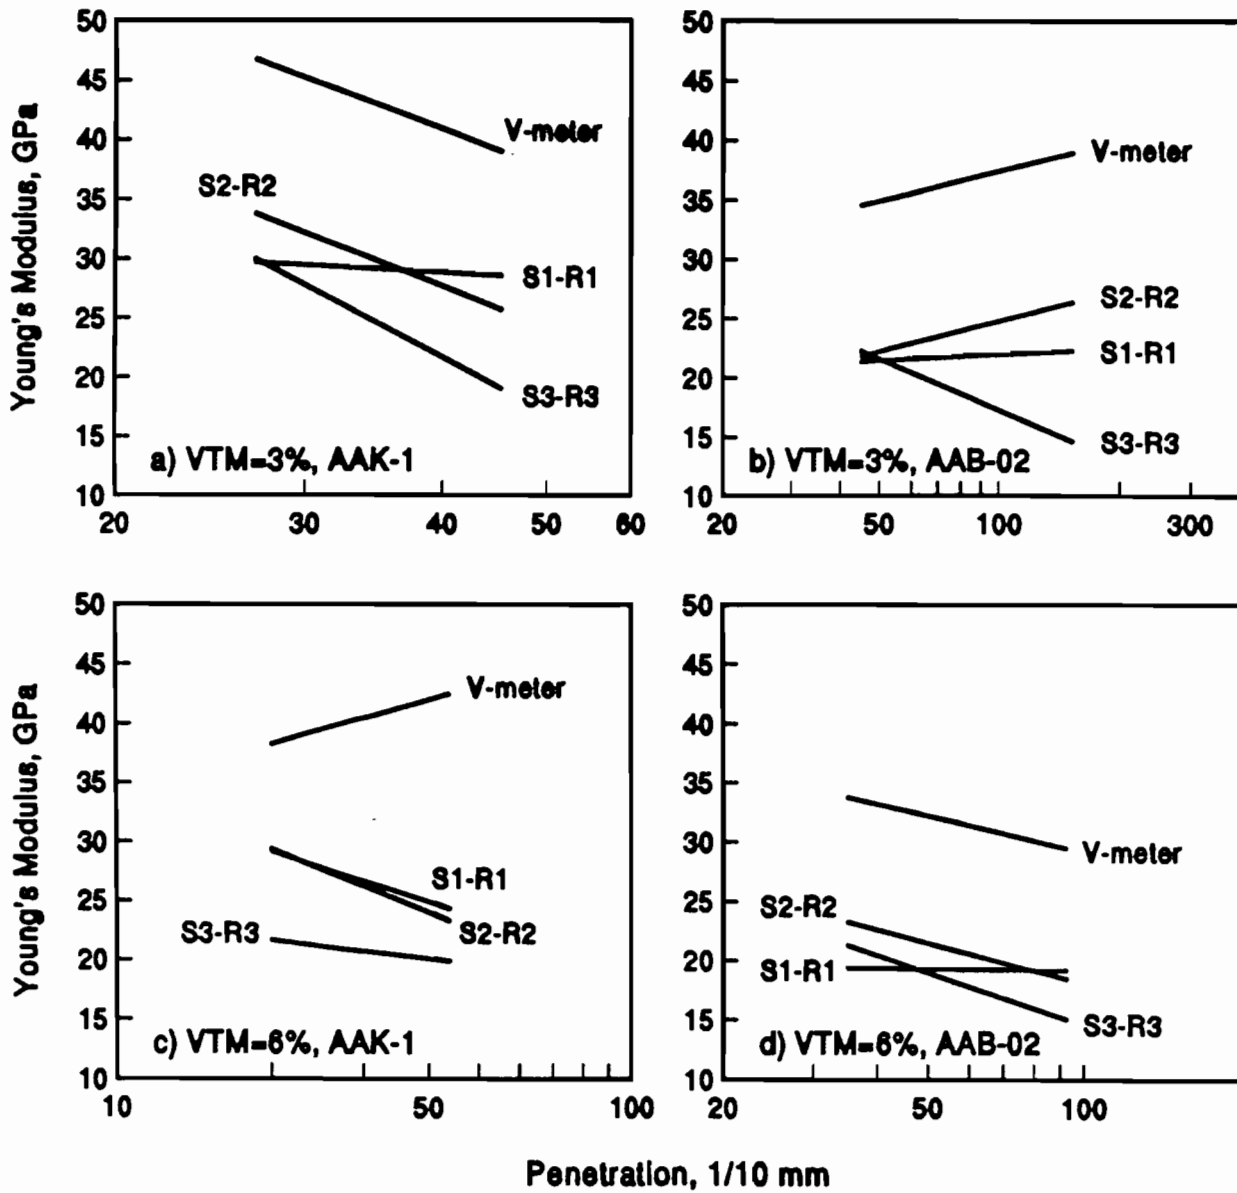 Young's Modulus, GPa
50
45
40
35
30
25
20
15
10
V-meter
S2-R2
S1-R1
S3-R3
a) VTM=3%, AAK-1
20 30 40 50 60
50
45
40
35
30
25
20
15
10
V-meter
S2-R2
S1-R1
S3-R3
b) VTM=3%, AAB-02
20 50 100 300
Young's Modulus, GPa
50
45
40
35
30
25
20
15
10
V-meter
S1-R1
S3-R3 S2-R2
c) VTM=6%, AAK-1
10 50 100
50
45
40
35
30
25
20
15
10
V-meter
S2-R2
S1-R1
S3-R3
d) VTM=6%, AAB-02
20 50 100
Penetration, 1/10 mm